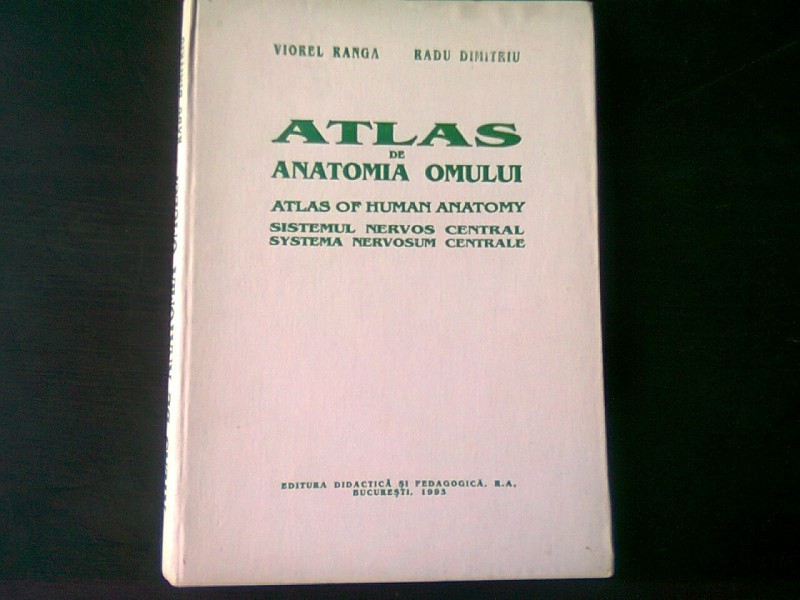 VIOREL RANGA RADU DIMITRIU
ATLAS
DE
ANATOMIA OMULUI
ATLAS OF HUMAN ANATOMY
SISTEMUL NERVOS CENTRAL
SYSTEMA NERVOSUM CENTRALE
EDITURA DIDACTICĂ ŞI PEDAGOGICĂ, R.A.
BUCUREŞTI, 1993